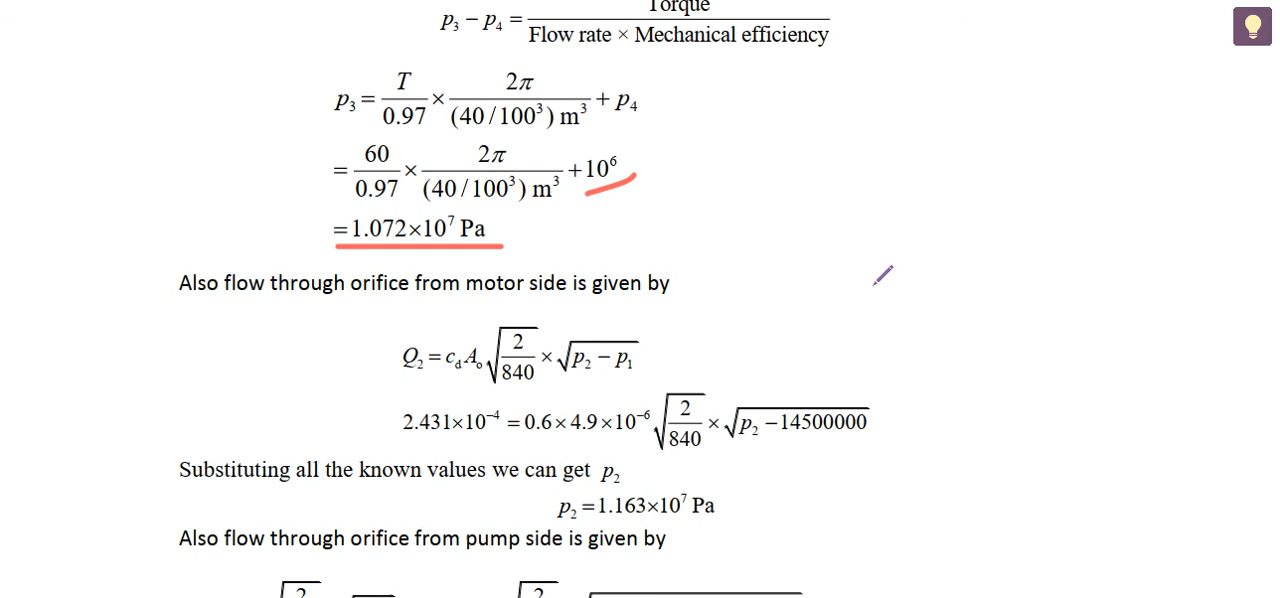 p₃ − p₄ = Torque / Flow rate × Mechanical efficiency
p₃ = T / 0.97 × 2π / (40 / 100³) m³ + p₄
= 60 / 0.97 × 2π / (40 / 100³) m³ + 10⁶
= 1.072×10⁷ Pa
Also flow through orifice from motor side is given by
Q₂ = c_d A_o √(2 / 840) × √(p₂ − p₁)
2.431×10⁻⁴ = 0.6 × 4.9 × 10⁻⁶ √(2 / 840) × √(p₂ − 14500000)
Substituting all the known values we can get p₂
p₂ = 1.163×10⁷ Pa
Also flow through orifice from pump side is given by
2 2